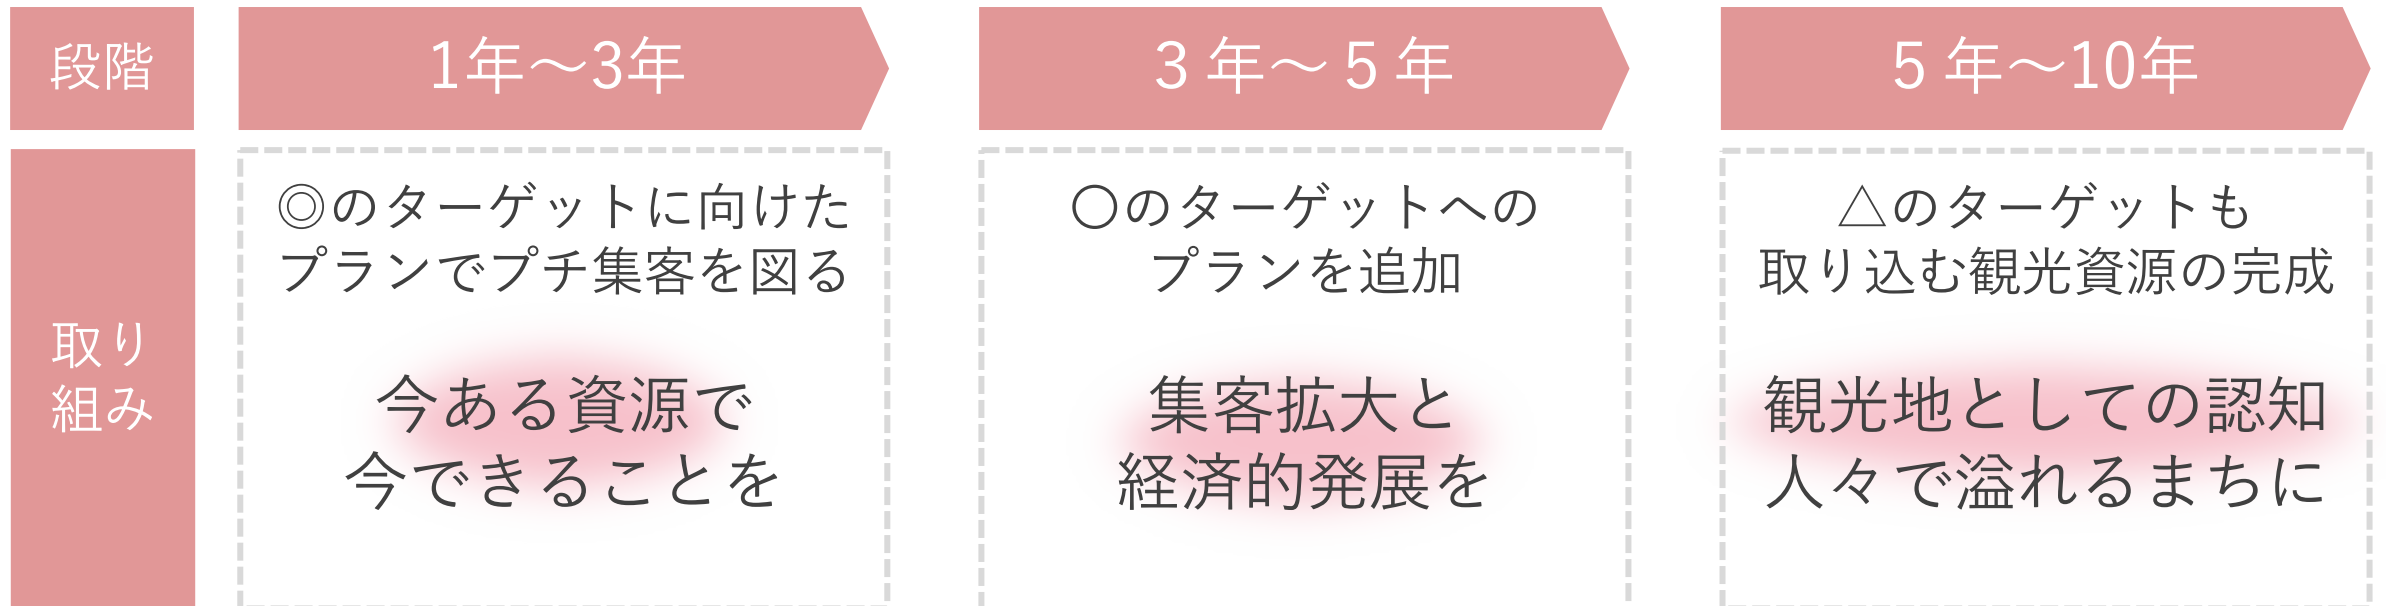 段階
1年～3年
3年～5年
5年～10年
取り
組み
◎のターゲットに向けた
プランでプチ集客を図る
今ある資源で
今できることを
〇のターゲットへの
プランを追加
集客拡大と
経済的発展を
△のターゲットも
取り込む観光資源の完成
観光地としての認知
人々で溢れるまちに